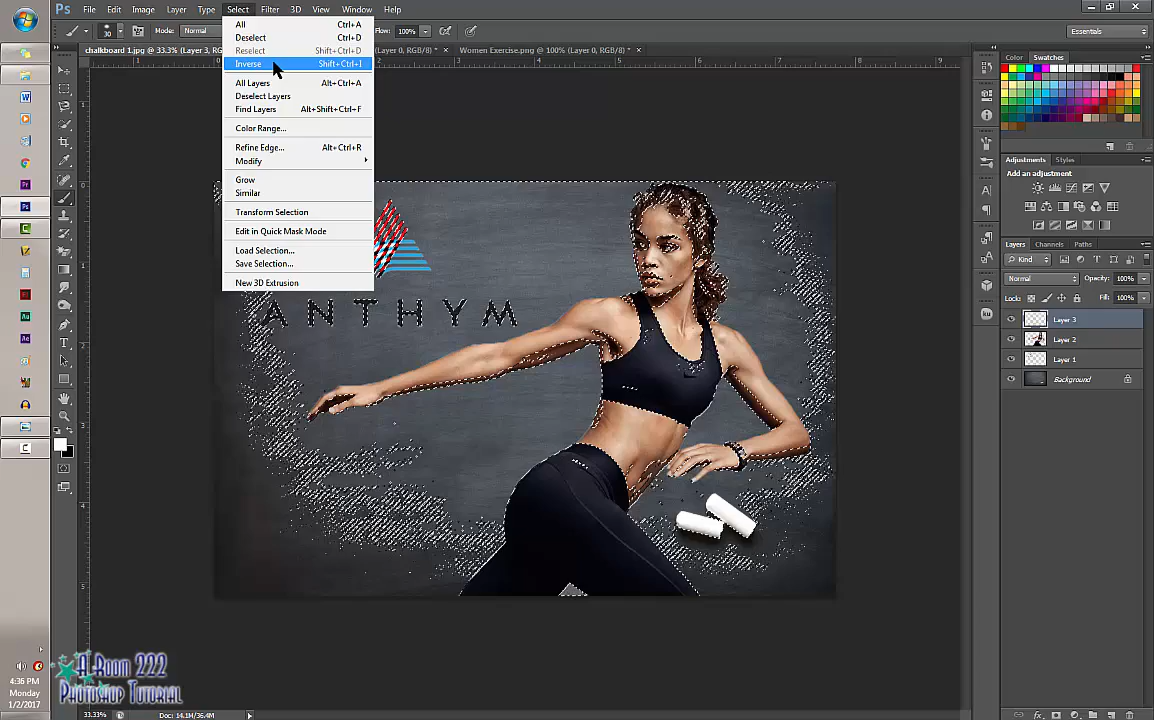 Ps File Edit Image Layer Type Select Filter 3D View Window Help
30 Mode: Normal Flow: 100% Essentials
chalkboard 1.jpg @ 33.3% (Layer 3, RG (Layer 0, RGB/8) * × Women Exercise.png @ 100% (Layer 0, RGB/8) * ×
All Ctrl+A
Deselect Ctrl+D
Reselect Shift+Ctrl+D
Inverse Shift+Ctrl+I
All Layers Alt+Ctrl+A
Deselect Layers
Find Layers Alt+Shift+Ctrl+F
Color Range...
Refine Edge... Alt+Ctrl+R
Modify
Grow
Similar
Transform Selection
Edit in Quick Mask Mode
Load Selection...
Save Selection...
New 3D Extrusion
ANTHYM
Color Swatches
Adjustments Styles
Add an adjustment
Layers Channels Paths
Kind
Normal Opacity: 100%
Lock: Fill: 100%
Layer 3
Layer 2
Layer 1
Background
A-Room 222
Photoshop Tutorial
4:36 PM
Monday
1/2/2017
33.33% Doc: 14.1M/36.4M